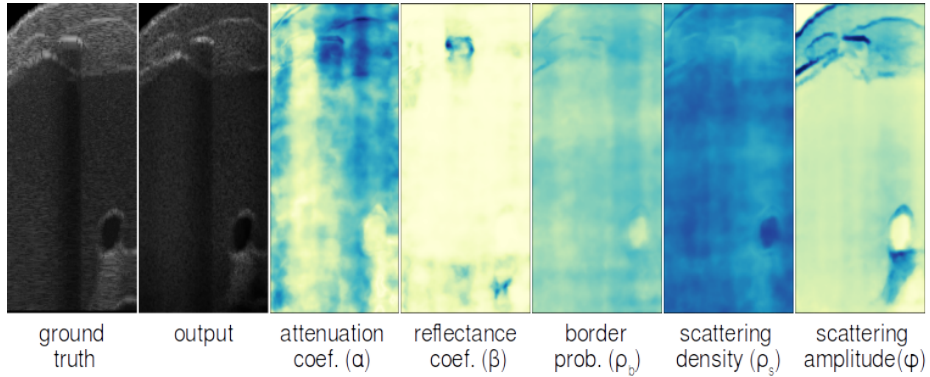 ground
truth
output
attenuation
coef. (α)
reflectance
coef. (β)
border
prob. (ρb)
scattering
density (ρs)
scattering
amplitude(φ)